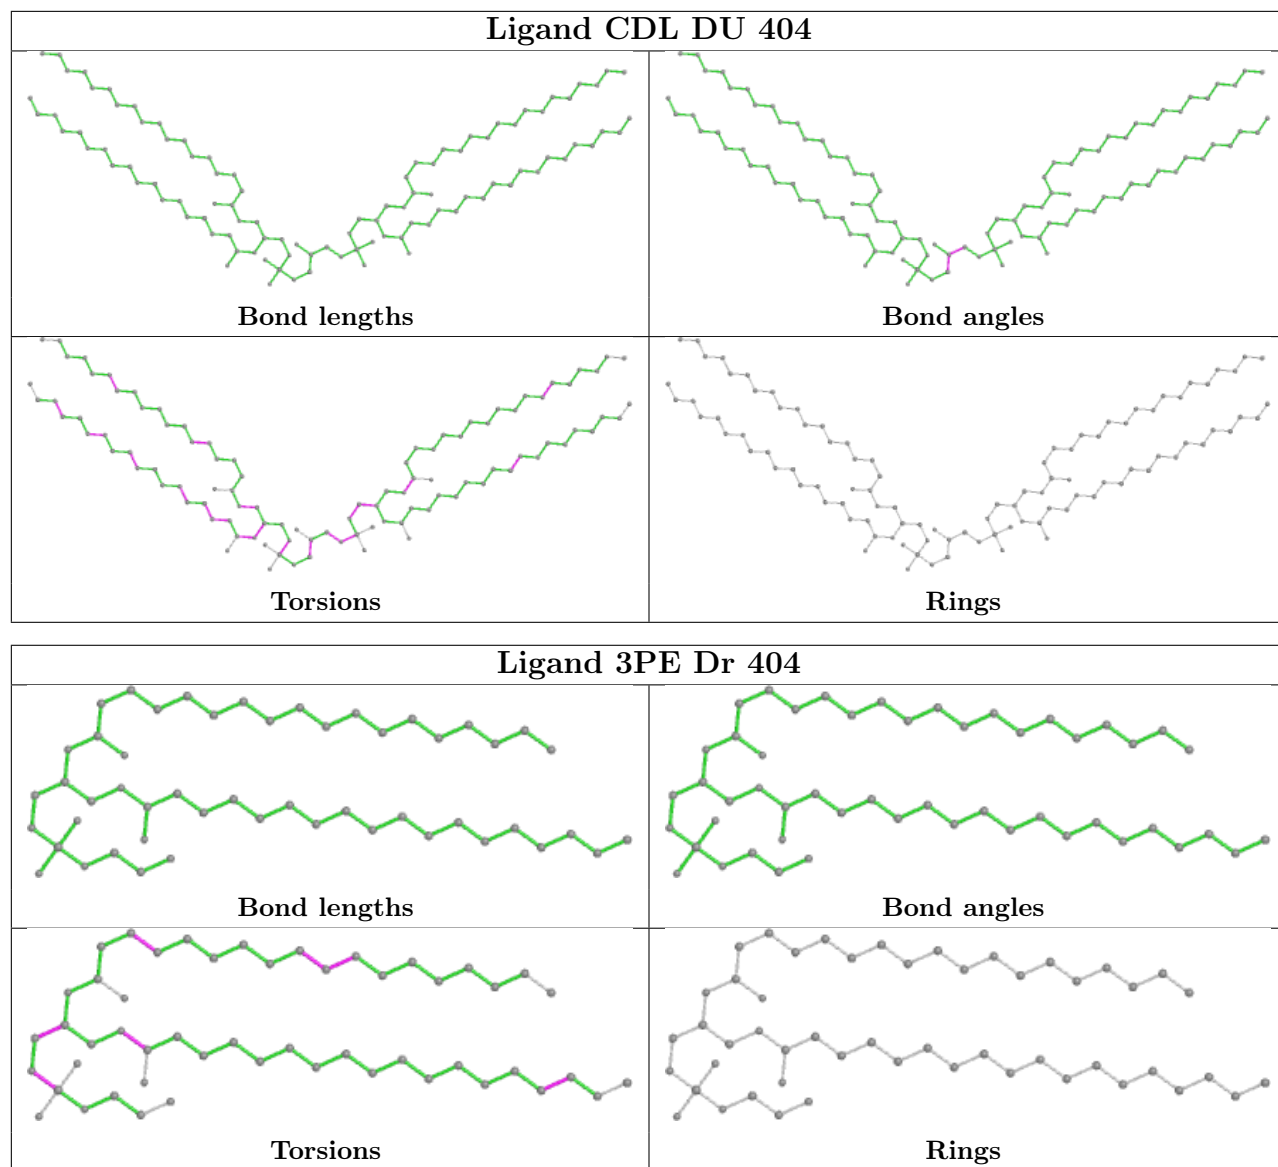 Ligand CDL DU 404
Bond lengths
Bond angles
Torsions
Rings
Ligand 3PE Dr 404
Bond lengths
Bond angles
Torsions
Rings